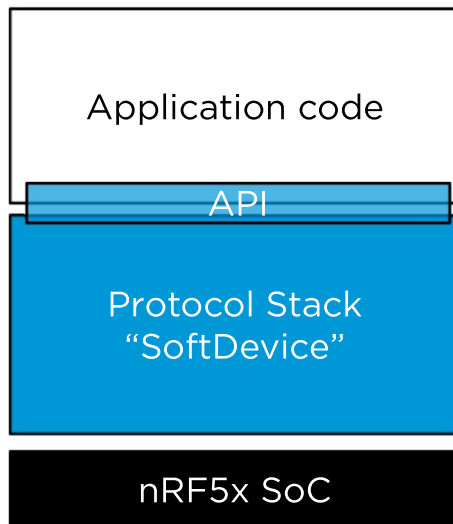 Application code
API
Protocol Stack
“SoftDevice”
nRF5x SoC